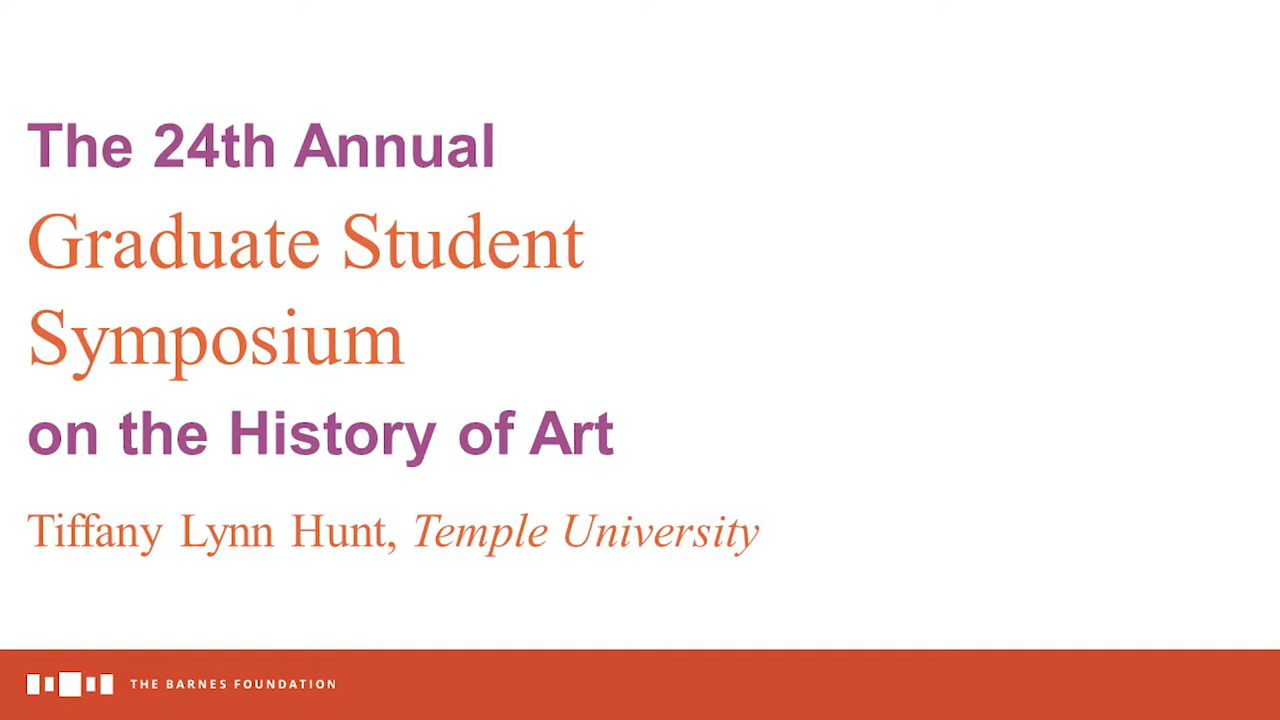 The 24th Annual
Graduate Student
Symposium
on the History of Art
Tiffany Lynn Hunt, Temple University
THE BARNES FOUNDATION